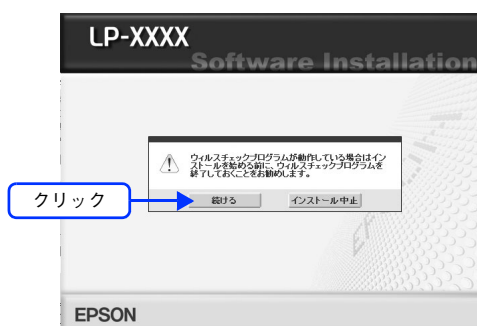 LP-XXXX
Software Installation
ウィルスチェックプログラムが動作している場合はイン
ストールを始める前に、ウィルスチェックプログラムを
終了しておくことをお勧めします。
クリック
続ける
インストール中止
EPSON